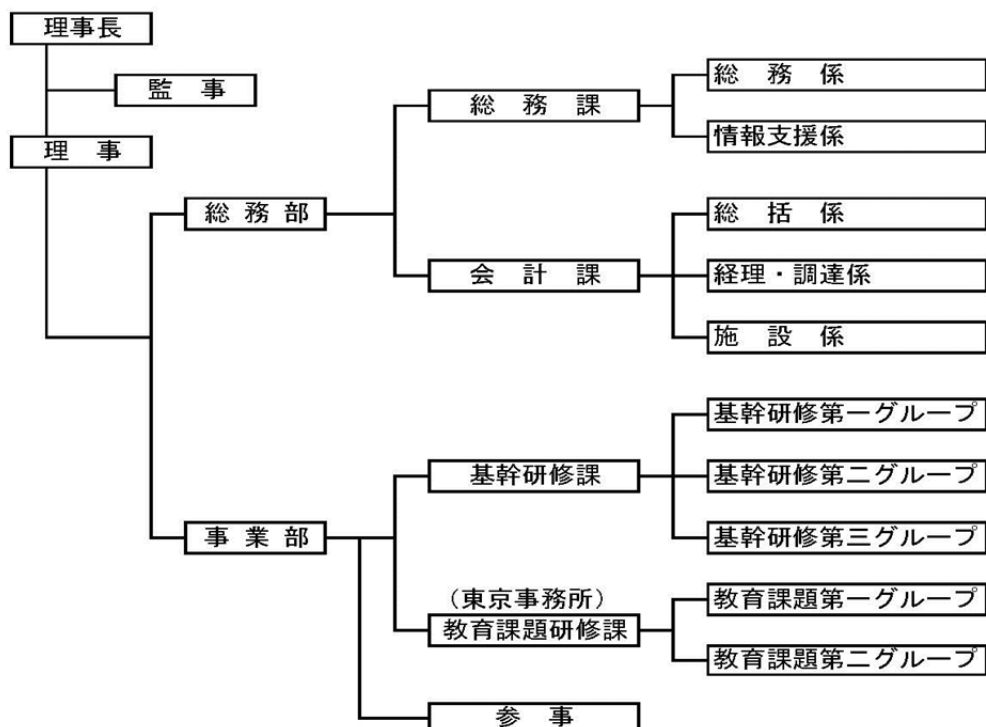 理事長
監　事
理　事
総 務 部
総　務　課
総　務　係
情報支援係
会　計　課
総　括　係
経理・調達係
施　設　係
事 業 部
基幹研修課
基幹研修第一グループ
基幹研修第二グループ
基幹研修第三グループ
（東京事務所）
教育課題研修課
教育課題第一グループ
教育課題第二グループ
参　事